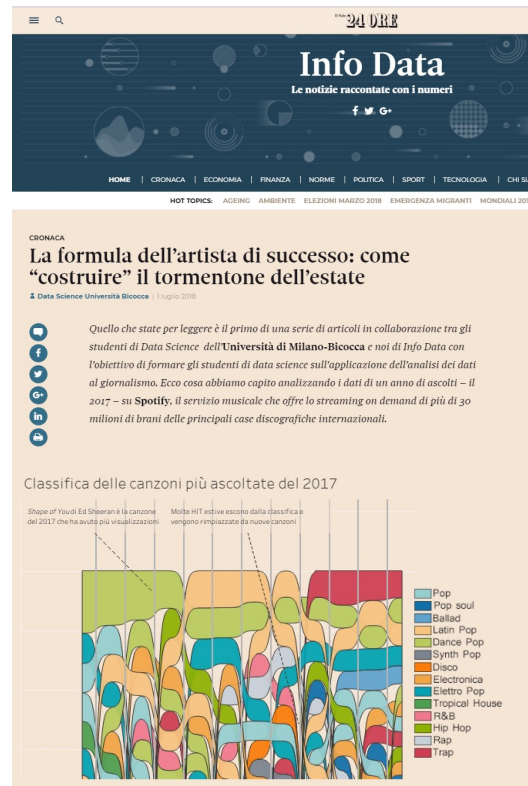 Il Sole 24 ORE
Info Data
Le notizie raccontate con i numeri
HOME | CRONACA | ECONOMIA | FINANZA | NORME | POLITICA | SPORT | TECNOLOGIA | CHI
HOT TOPICS: AGEING AMBIENTE ELEZIONI MARZO 2018 EMERGENZA MIGRANTI MONDIALI
CRONACA
La formula dell'artista di successo: come
“costruire” il tormentone dell'estate
Data Science Università Bicocca | 1 luglio 2018
Quello che state per leggere è il primo di una serie di articoli in collaborazione tra gli
studenti di Data Science dell'Università di Milano-Bicocca e noi di Info Data con
l'obiettivo di formare gli studenti di data science sull'applicazione dell'analisi dei dati
al giornalismo. Ecco cosa abbiamo capito analizzando i dati di un anno di ascolti – il
2017 – su Spotify, il servizio musicale che offre lo streaming on demand di più di 30
milioni di brani delle principali case discografiche internazionali.
Classifica delle canzoni più ascoltate del 2017
Shape of You di Ed Sheeran è la canzone
del 2017 che ha avuto più visualizzazioni
Molte HIT estive escono dalla classifica e
vengono rimpiazzate da nuove canzoni
Pop
Pop soul
Ballad
Latin Pop
Dance Pop
Synth Pop
Disco
Electronica
Elettro Pop
Tropical House
R&B
Hip Hop
Rap
Trap